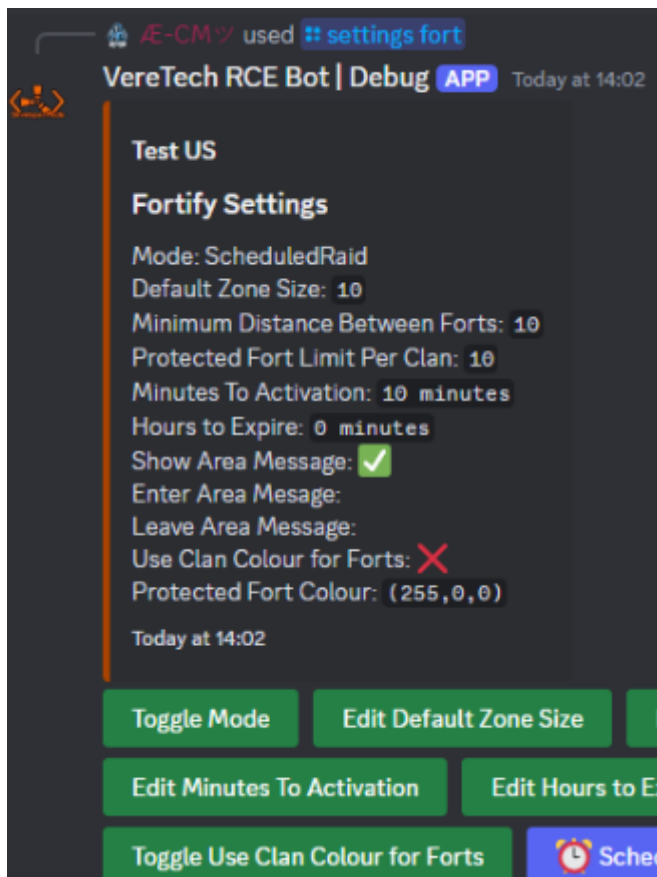 Æ-CMツ used settings fort
VereTech RCE Bot | Debug APP Today at 14:02
Test US
Fortify Settings
Mode: ScheduledRaid
Default Zone Size: 10
Minimum Distance Between Forts: 10
Protected Fort Limit Per Clan: 10
Minutes To Activation: 10 minutes
Hours to Expire: 0 minutes
Show Area Message: ✅
Enter Area Mesage:
Leave Area Message:
Use Clan Colour for Forts: ❌
Protected Fort Colour: (255,0,0)
Today at 14:02
Toggle Mode Edit Default Zone Size
Edit Minutes To Activation Edit Hours to E
Toggle Use Clan Colour for Forts ⏰ Sched